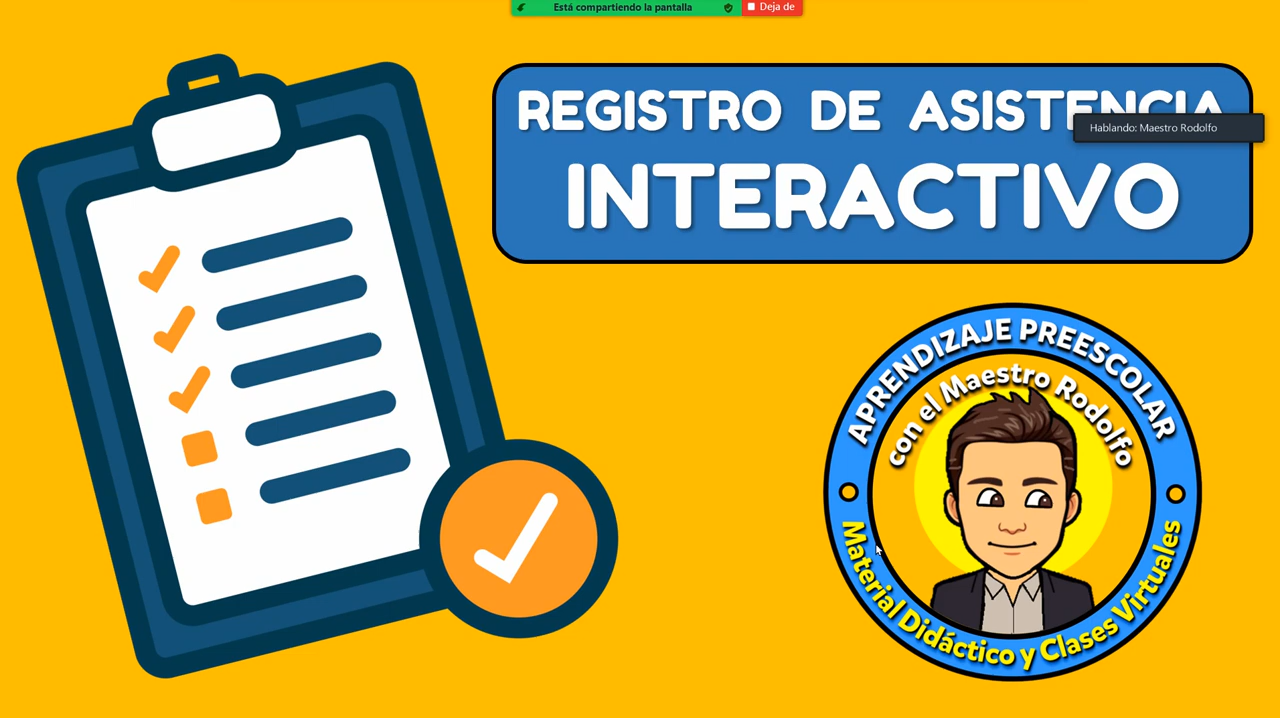 Está compartiendo la pantalla
Deja de
REGISTRO DE ASISTENCIA
Hablando: Maestro Rodolfo
INTERACTIVO
APRENDIZAJE PREESCOLAR
con el Maestro Rodolfo
Material Didáctico y Clases Virtuales